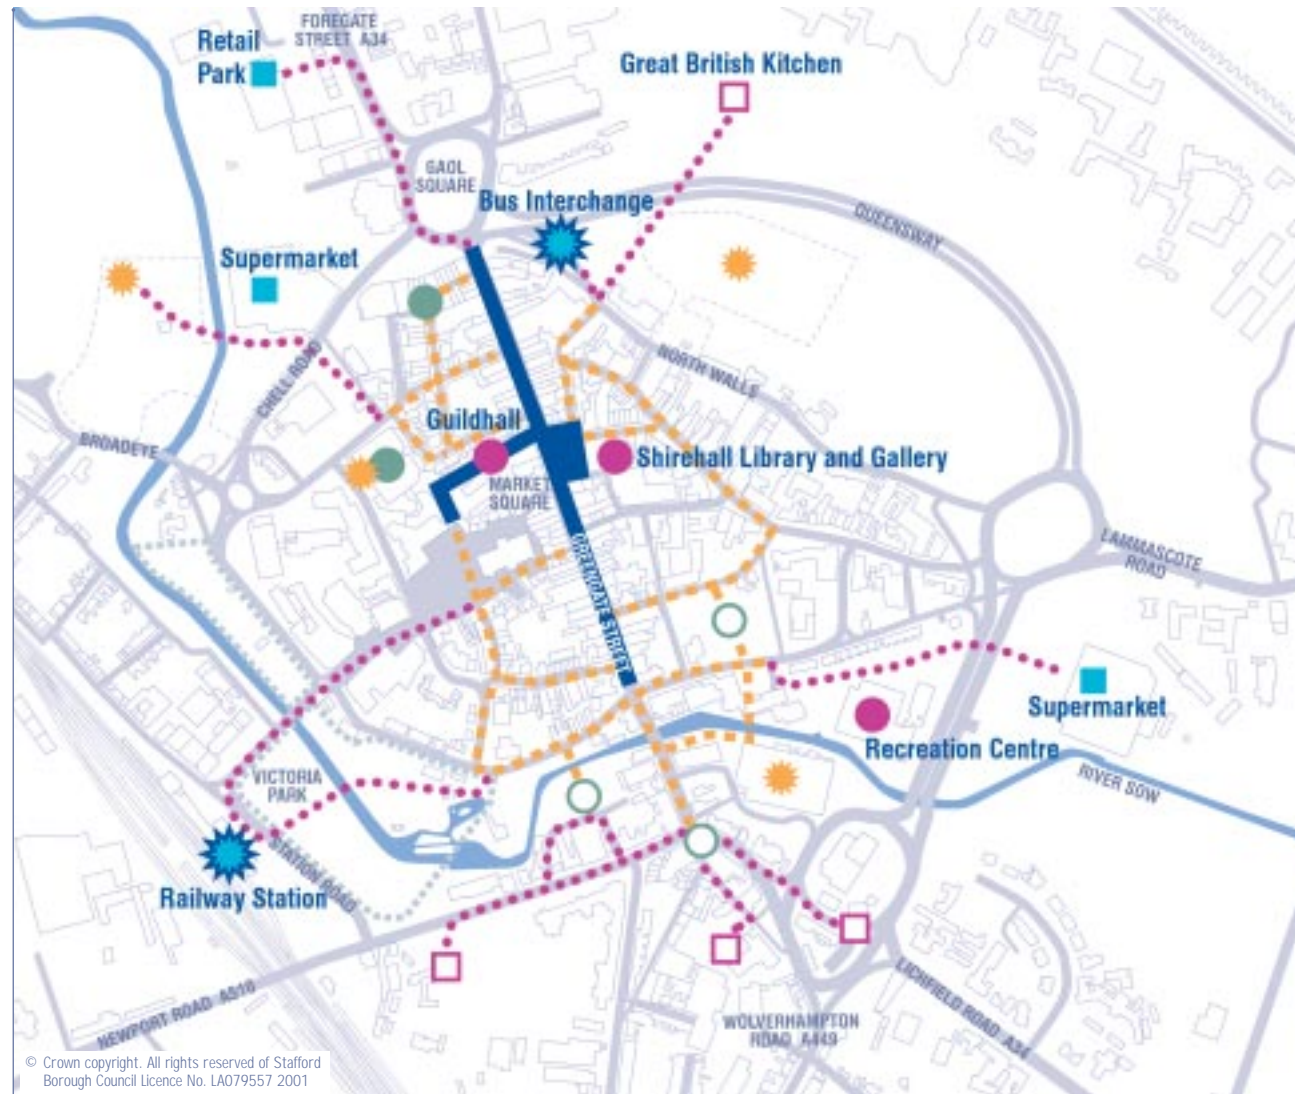 FOREGATE
STREET A34
Retail
Park
Great British Kitchen
GAOL
SQUARE
Bus Interchange
QUEENSWAY
Supermarket
NORTH WALLS
CHELL ROAD
Guildhall
BROADEYE
Shirehall Library and Gallery
MARKET
SQUARE
GREENGATE STREET
LAMMASCOTE
ROAD
Supermarket
Recreation Centre
RIVER SOW
VICTORIA
PARK
STATION ROAD
Railway Station
LICHFIELD ROAD A34
NEWPORT ROAD A518
WOLVERHAMPTON
ROAD A449
© Crown copyright. All rights reserved of Stafford
Borough Council Licence No. LA079557 2001